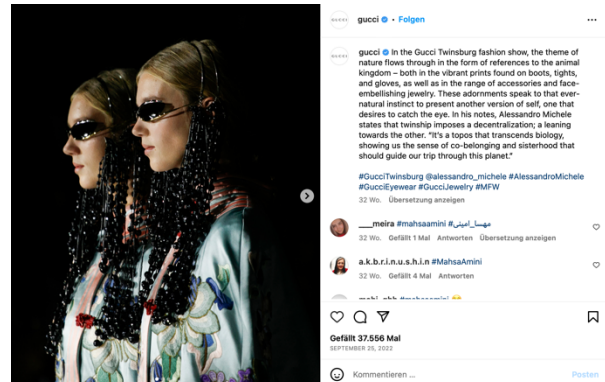 gucci • Folgen
gucci In the Gucci Twinsburg fashion show, the theme of
nature flows through in the form of references to the animal
kingdom – both in the vibrant prints found on boots, tights,
and gloves, as well as in the range of accessories and face-
embellishing jewelry. These adornments speak to that ever-
natural instinct to present another version of self, one that
desires to catch the eye. In his notes, Alessandro Michele
states that twinship imposes a decentralization; a leaning
towards the other. "It's a topos that transcends biology,
showing us the sense of co-belonging and sisterhood that
should guide our trip through this planet."
#GucciTwinsburg @alessandro_michele #AlessandroMichele
#GucciEyewear #GucciJewelry #MFW
32 Wo. Übersetzung anzeigen
___meira #mahsaamini #مهسا_امینی
32 Wo. Gefällt 1 Mal Antworten Übersetzung anzeigen
a.k.b.r.i.n.u.s.h.i.n #MahsaAmini
32 Wo. Gefällt 4 Mal Antworten
Gefällt 37.556 Mal
SEPTEMBER 25, 2022
Kommentieren ...
Posten